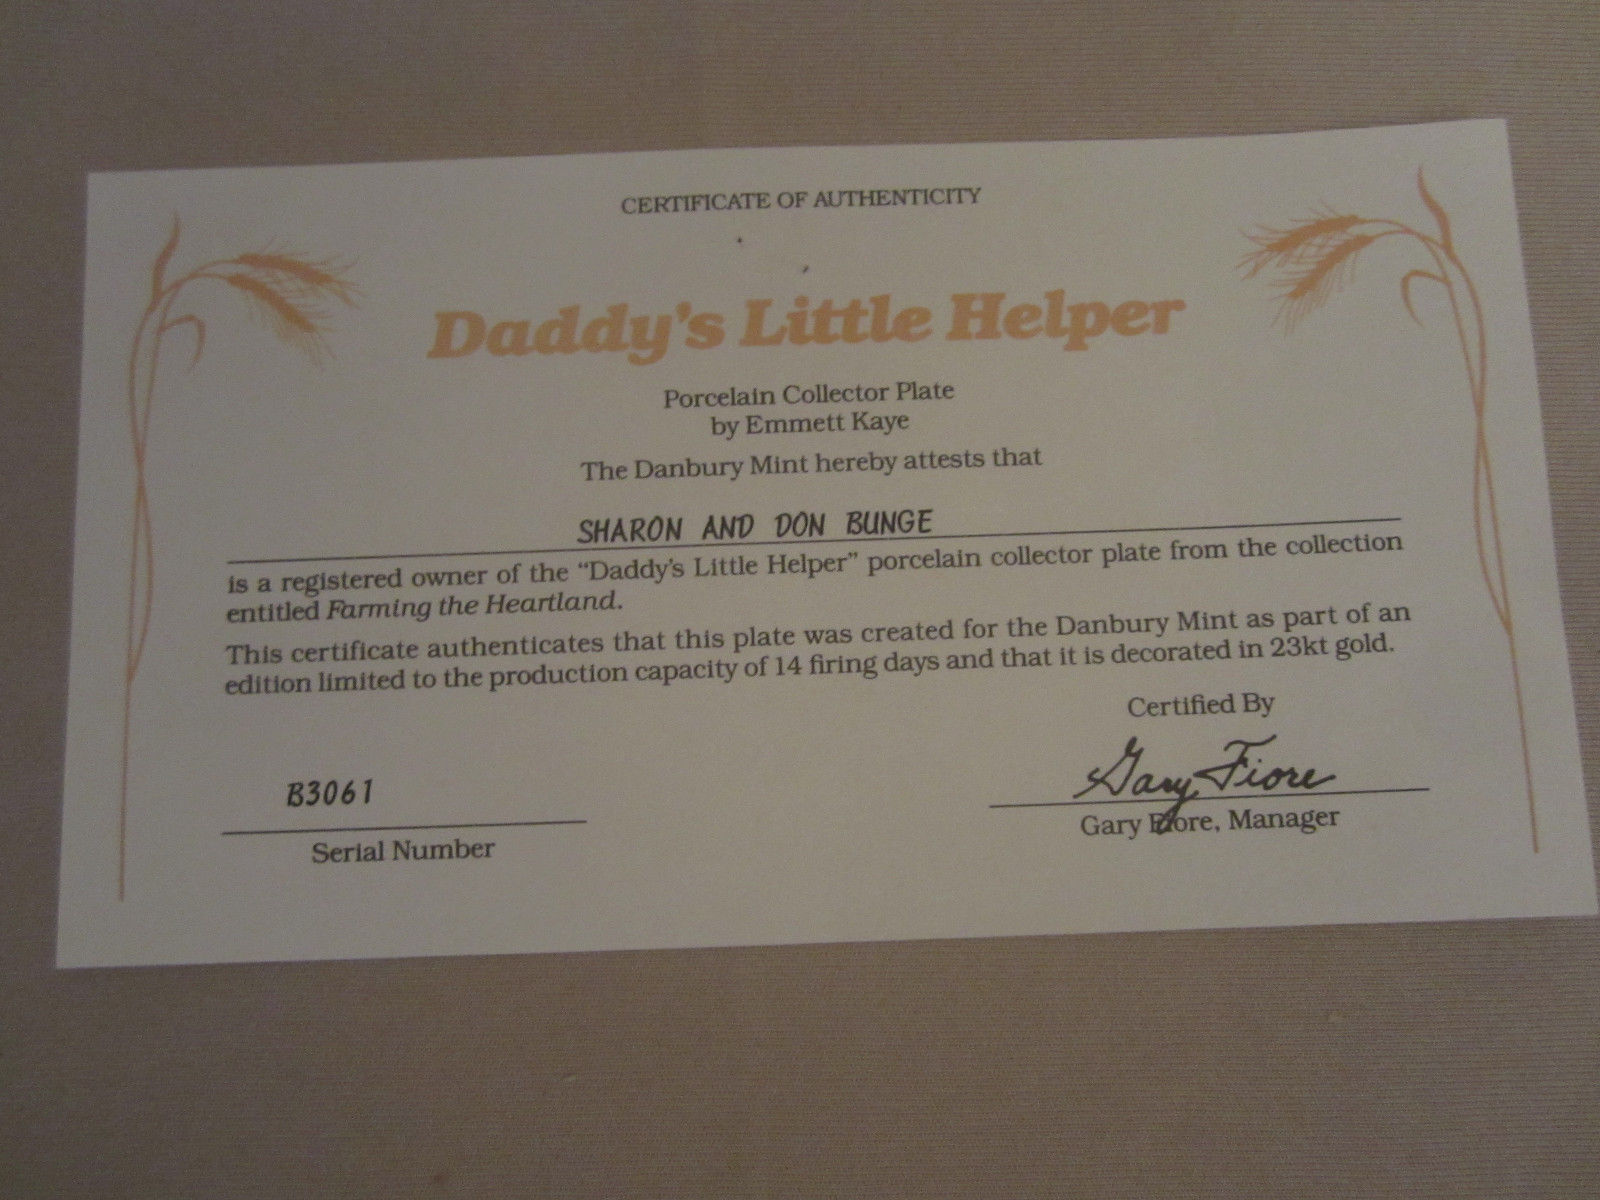 CERTIFICATE OF AUTHENTICITY
Daddy's Little Helper
Porcelain Collector Plate
by Emmett Kaye
The Danbury Mint hereby attests that
SHARON AND DON BUNGE
is a registered owner of the "Daddy's Little Helper" porcelain collector plate from the collection
entitled Farming the Heartland.
This certificate authenticates that this plate was created for the Danbury Mint as part of an
edition limited to the production capacity of 14 firing days and that it is decorated in 23kt gold.
Certified By
Gary Fiore
Gary Fiore, Manager
B3061
Serial Number